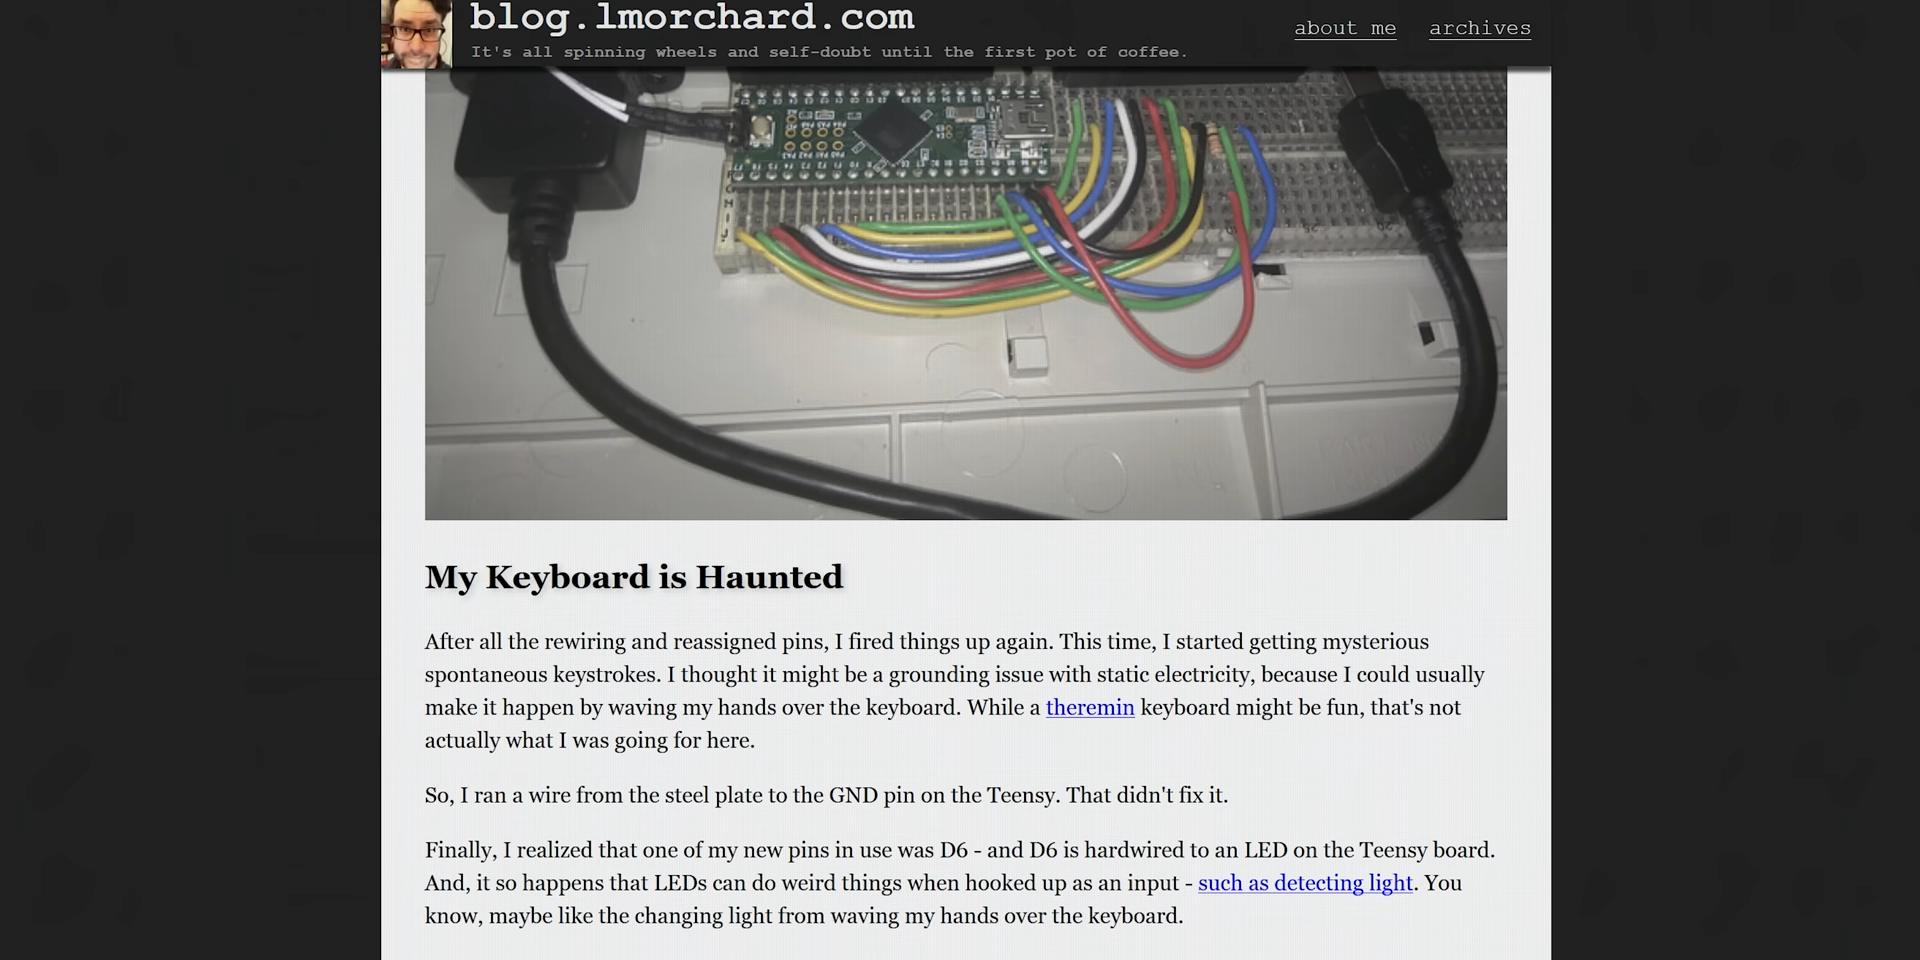 blog.lmorchard.com
It's all spinning wheels and self-doubt until the first pot of coffee.
about me archives
My Keyboard is Haunted
After all the rewiring and reassigned pins, I fired things up again. This time, I started getting mysterious
spontaneous keystrokes. I thought it might be a grounding issue with static electricity, because I could usually
make it happen by waving my hands over the keyboard. While a theremin keyboard might be fun, that's not
actually what I was going for here.
So, I ran a wire from the steel plate to the GND pin on the Teensy. That didn't fix it.
Finally, I realized that one of my new pins in use was D6 - and D6 is hardwired to an LED on the Teensy board.
And, it so happens that LEDs can do weird things when hooked up as an input - such as detecting light. You
know, maybe like the changing light from waving my hands over the keyboard.